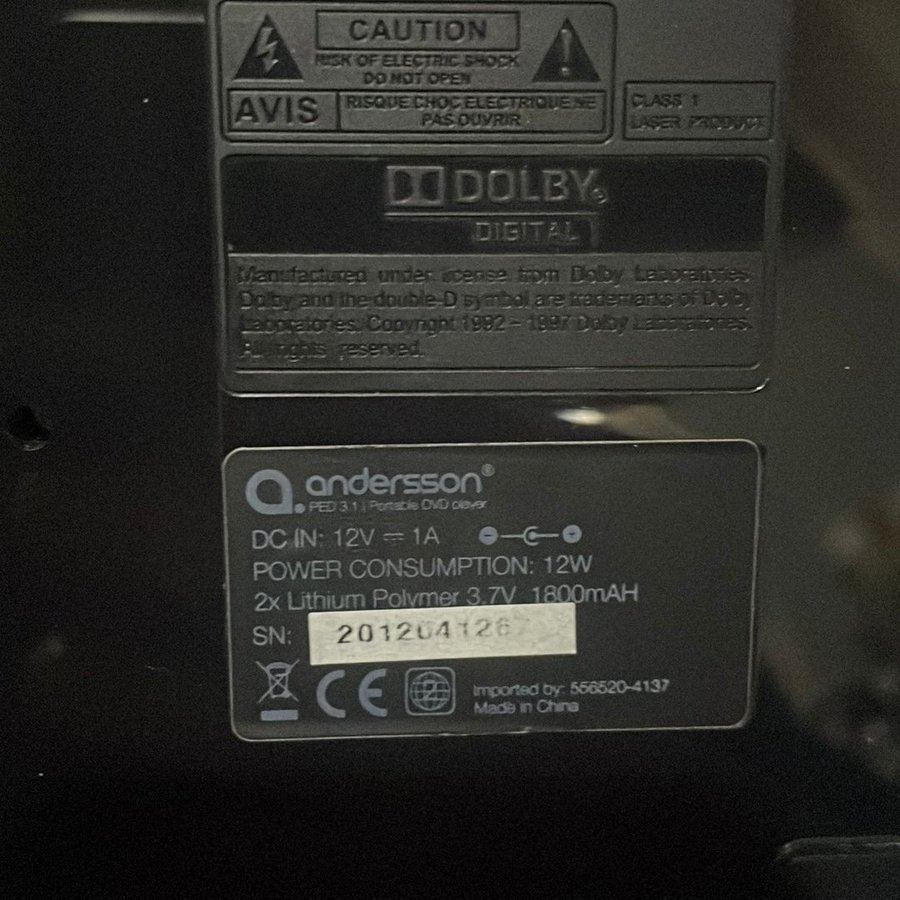 CAUTION
RISK OF ELECTRIC SHOCK
DO NOT OPEN
AVIS
RISQUE CHOC ELECTRIQUE NE
PAS OUVRIR
CLASS 1
LASER PRODUCT
DOLBY
DIGITAL
Manufactured under license from Dolby Laboratories.
Dolby and the double-D symbol are trademarks of Dolby
Laboratories. Copyright 1992 - 1997 Dolby Laboratories.
All rights reserved.
a. andersson®
PED 3.1 | Portable DVD player
DC IN: 12V ⎓ 1A
POWER CONSUMPTION: 12W
2x Lithium Polymer 3.7V 1800mAH
SN: 2012041267
CE
Imported by: 556520-4137
Made in China